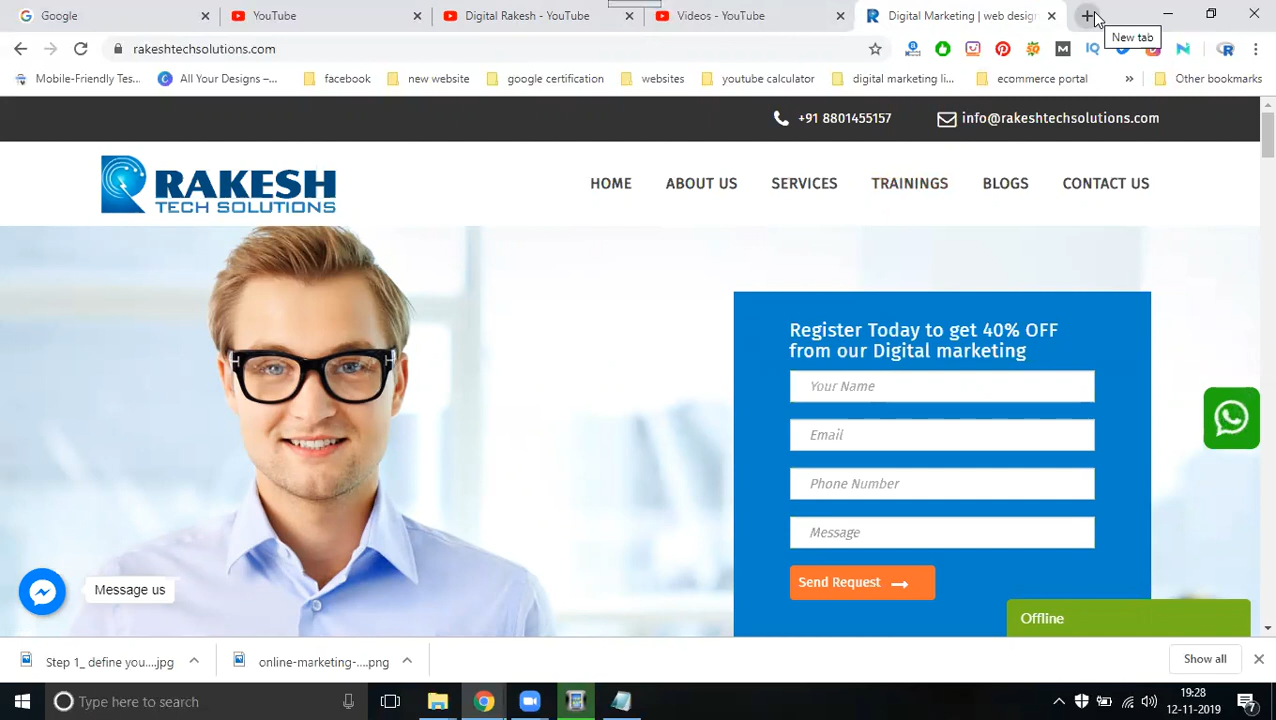 Google
YouTube
Digital Rakesh - YouTube
Videos - YouTube
Digital Marketing | web design
New tab
rakeshtechsolutions.com
Mobile-Friendly Tes...
All Your Designs –...
facebook
new website
google certification
websites
youtube calculator
digital marketing li...
ecommerce portal
»
Other bookmarks
+91 8801455157
info@rakeshtechsolutions.com
RAKESH
TECH SOLUTIONS
HOME
ABOUT US
SERVICES
TRAININGS
BLOGS
CONTACT US
Register Today to get 40% OFF
from our Digital marketing
Your Name
Email
Phone Number
Message
Send Request
Message us
Offline
Step 1_ define you....jpg
online-marketing-....png
Show all
Type here to search
19:28
12-11-2019
7